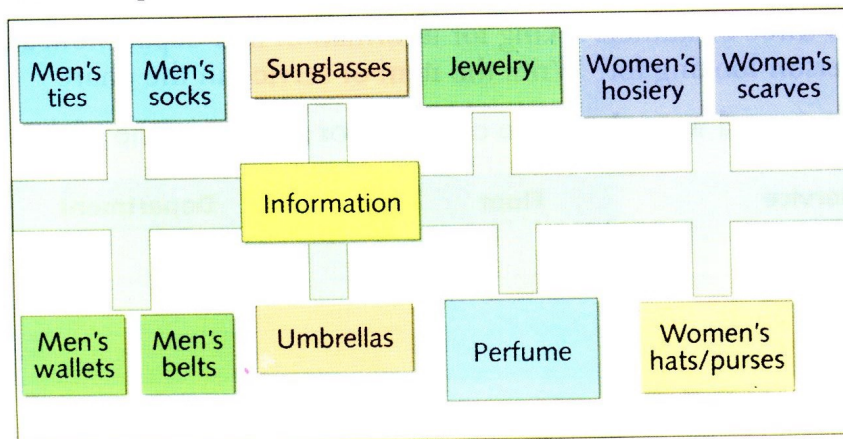 Men's
ties
Men's
socks
Sunglasses
Jewelry
Women's
hosiery
Women's
scarves
Information
Men's
wallets
Men's
belts
Umbrellas
Perfume
Women's
hats/purses